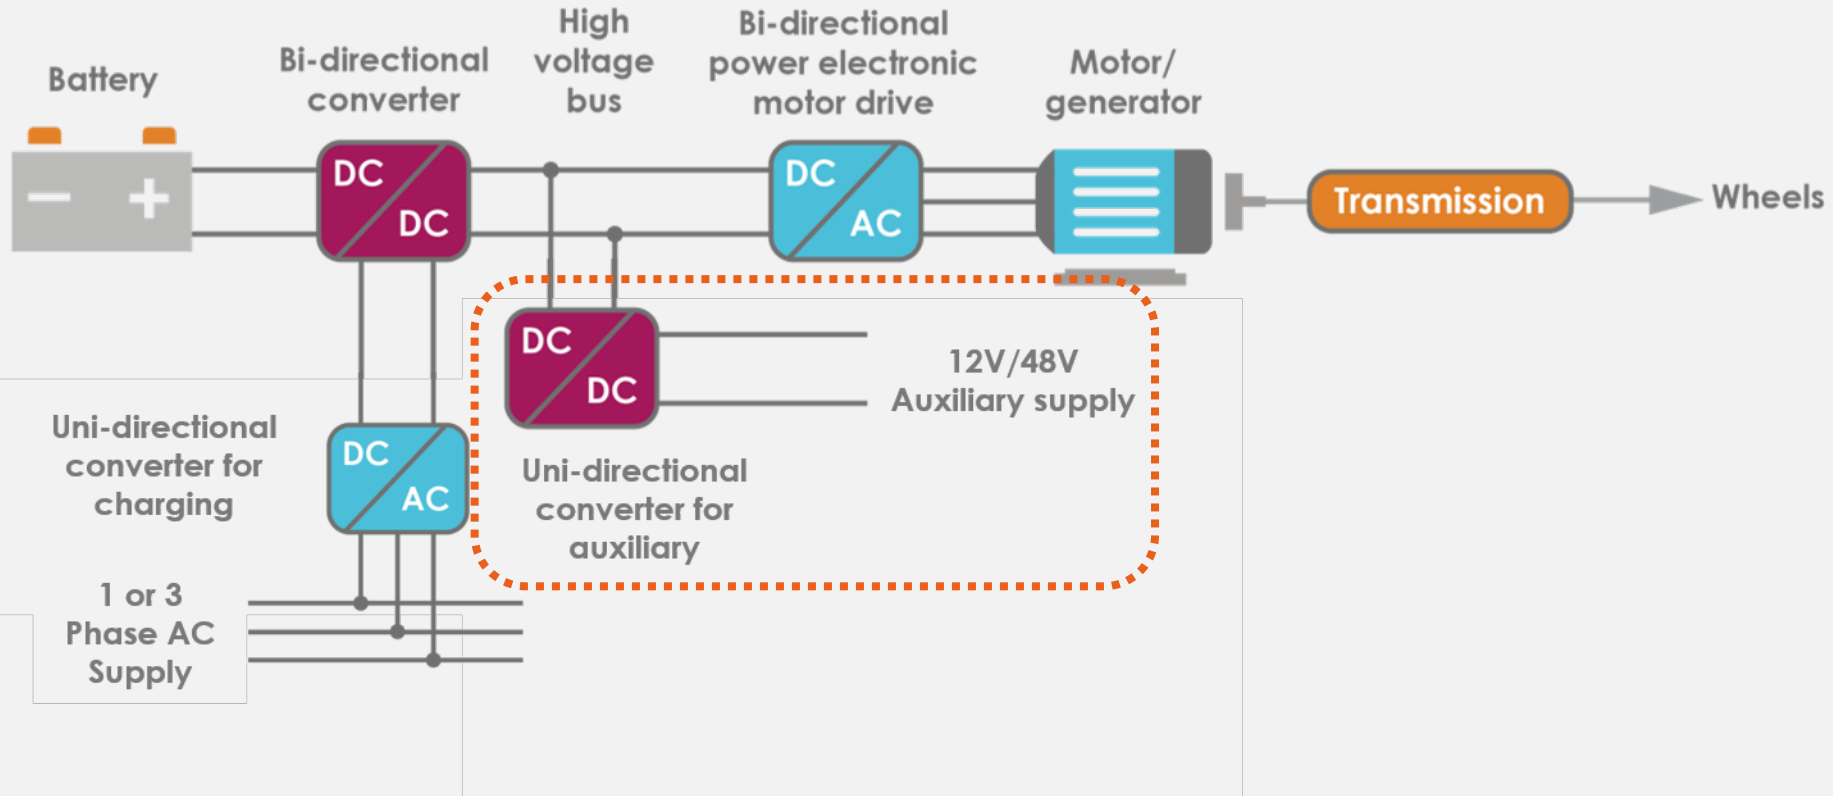 Battery
Bi-directional
converter
High
voltage
bus
Bi-directional
power electronic
motor drive
Motor/
generator
DC
DC
DC
AC
Transmission
Wheels
DC
DC
12V/48V
Auxiliary supply
Uni-directional
converter for
charging
DC
AC
Uni-directional
converter for
auxiliary
1 or 3
Phase AC
Supply